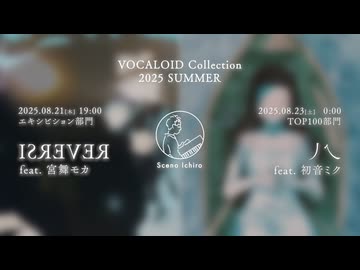 VOCALOID Collection
2025 SUMMER
2025.08.21[木] 19:00
エキシビション部門
REVERSI
feat. 宮舞モカ
Sceno Ichiro
2025.08.23[土] 0:00
TOP100部門
八
feat. 初音ミク